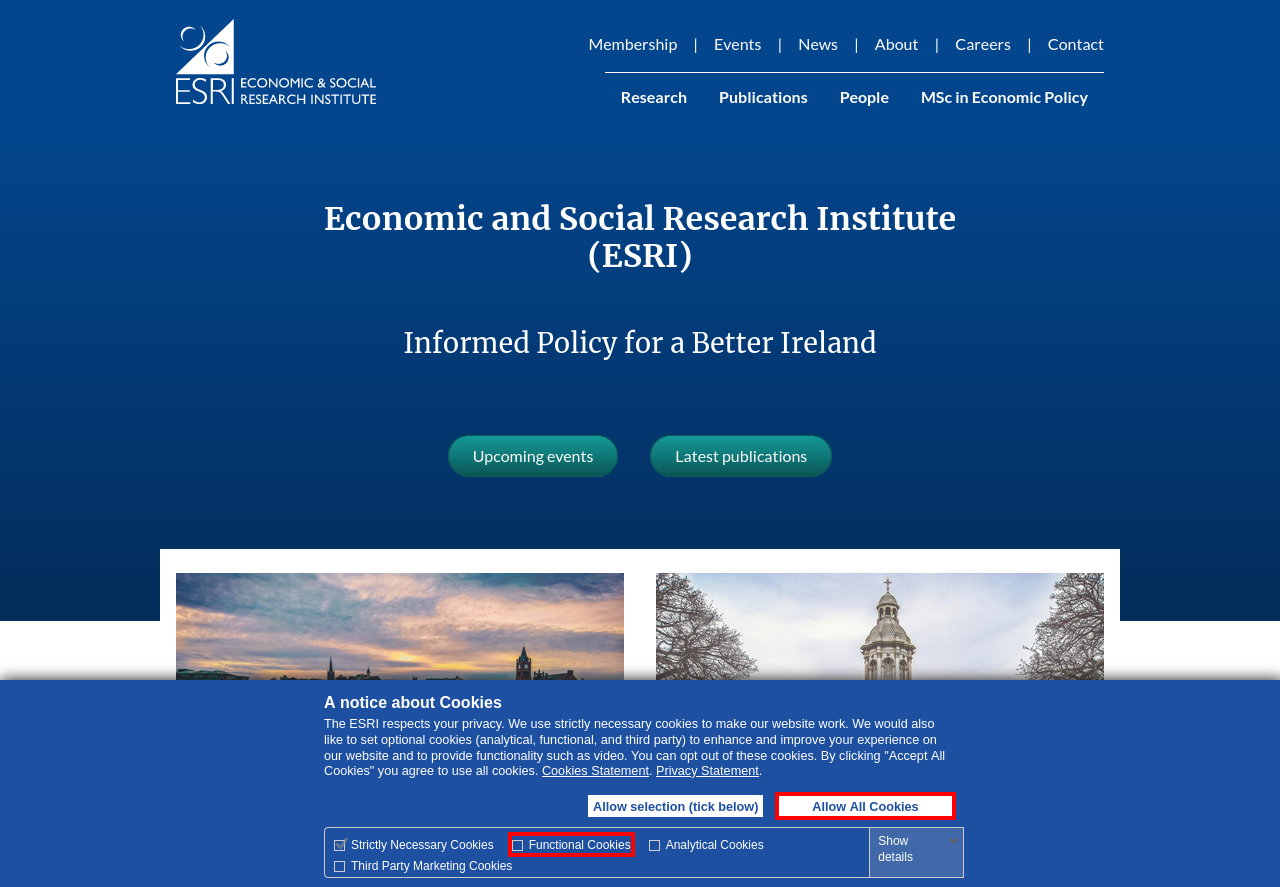 ESRI ECONOMIC & SOCIAL
RESEARCH INSTITUTE
Membership | Events | News | About | Careers | Contact
Research Publications People MSc in Economic Policy
Economic and Social Research Institute
(ESRI)
Informed Policy for a Better Ireland
Upcoming events Latest publications
A notice about Cookies
The ESRI respects your privacy. We use strictly necessary cookies to make our website work. We would also
like to set optional cookies (analytical, functional, and third party) to enhance and improve your experience on
our website and to provide functionality such as video. You can opt out of these cookies. By clicking "Accept All
Cookies" you agree to use all cookies. Cookies Statement. Privacy Statement.
Allow selection (tick below) Allow All Cookies
Strictly Necessary Cookies Functional Cookies Analytical Cookies
Third Party Marketing Cookies
Show
details